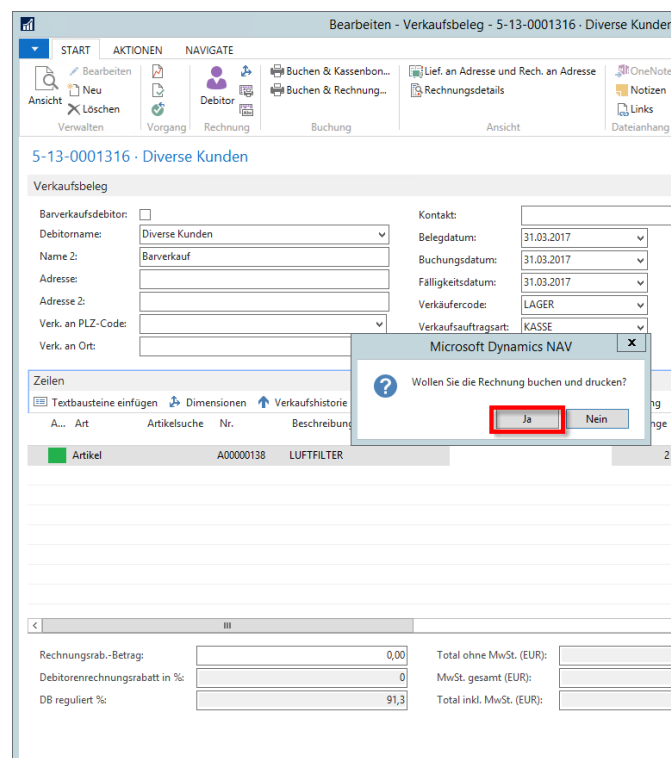 Bearbeiten - Verkaufsbeleg - 5-13-0001316 · Diverse Kunden
START AKTIONEN NAVIGATE
Bearbeiten
Neu
Löschen
Ansicht
Debitor
Buchen & Kassenbon...
Buchen & Rechnung...
Lief. an Adresse und Rech. an Adresse
Rechnungsdetails
OneNote
Notizen
Links
Verwalten Vorgang Rechnung Buchung Ansicht Dateianhang
5-13-0001316 · Diverse Kunden
Verkaufsbeleg
Barverkaufsdebitor:
Debitorname: Diverse Kunden
Name 2: Barverkauf
Adresse:
Adresse 2:
Verk. an PLZ-Code:
Verk. an Ort:
Kontakt:
Belegdatum: 31.03.2017
Buchungsdatum: 31.03.2017
Fälligkeitsdatum: 31.03.2017
Verkäufercode: LAGER
Verkaufsauftragsart: KASSE
Microsoft Dynamics NAV x
Wollen Sie die Rechnung buchen und drucken?
Ja Nein
Zeilen
Textbausteine einfügen Dimensionen Verkaufshistorie
A... Art Artikelsuche Nr. Beschreibung
Artikel A00000138 LUFTFILTER 2
Rechnungsrab.-Betrag: 0,00
Debitorenrechnungsrabatt in %: 0
DB reguliert %: 91,3
Total ohne MwSt. (EUR):
MwSt. gesamt (EUR):
Total inkl. MwSt. (EUR):